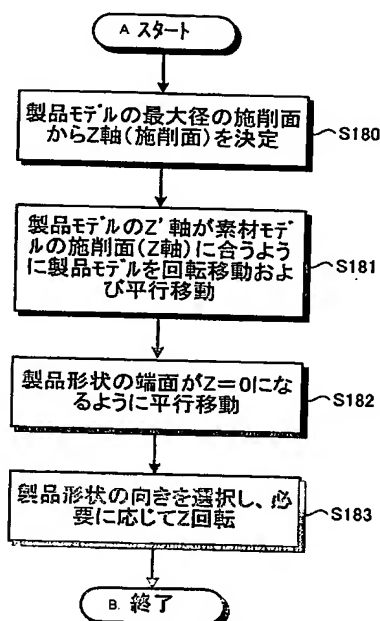 A スタート
製品モデルの最大径の施削面
からZ軸(施削面)を決定
S180
製品モデルのZ'軸が素材モデ
ルの施削面(Z軸)に合うよう
に製品モデルを回転移動およ
び平行移動
S181
製品形状の端面がZ=0にな
るように平行移動
S182
製品形状の向きを選択し、必
要に応じてZ回転
S183
B. 終了